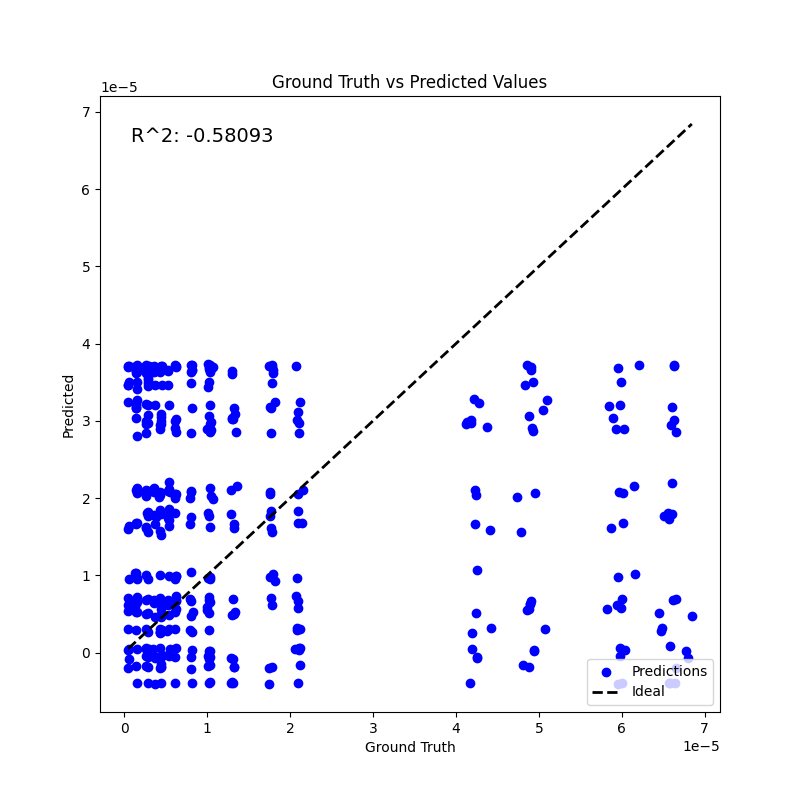 Ground Truth vs Predicted Values
1e−5
R^2: -0.58093
7
6
5
4
3
2
1
0
Predicted
Predictions
Ideal
0 1 2 3 4 5 6 7
1e−5
Ground Truth